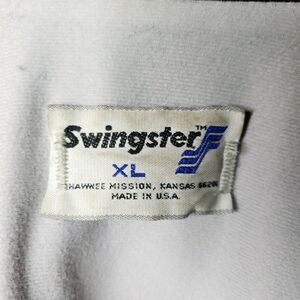 Swingster™
XL
SHAWNEE MISSION, KANSAS
MADE IN U.S.A.